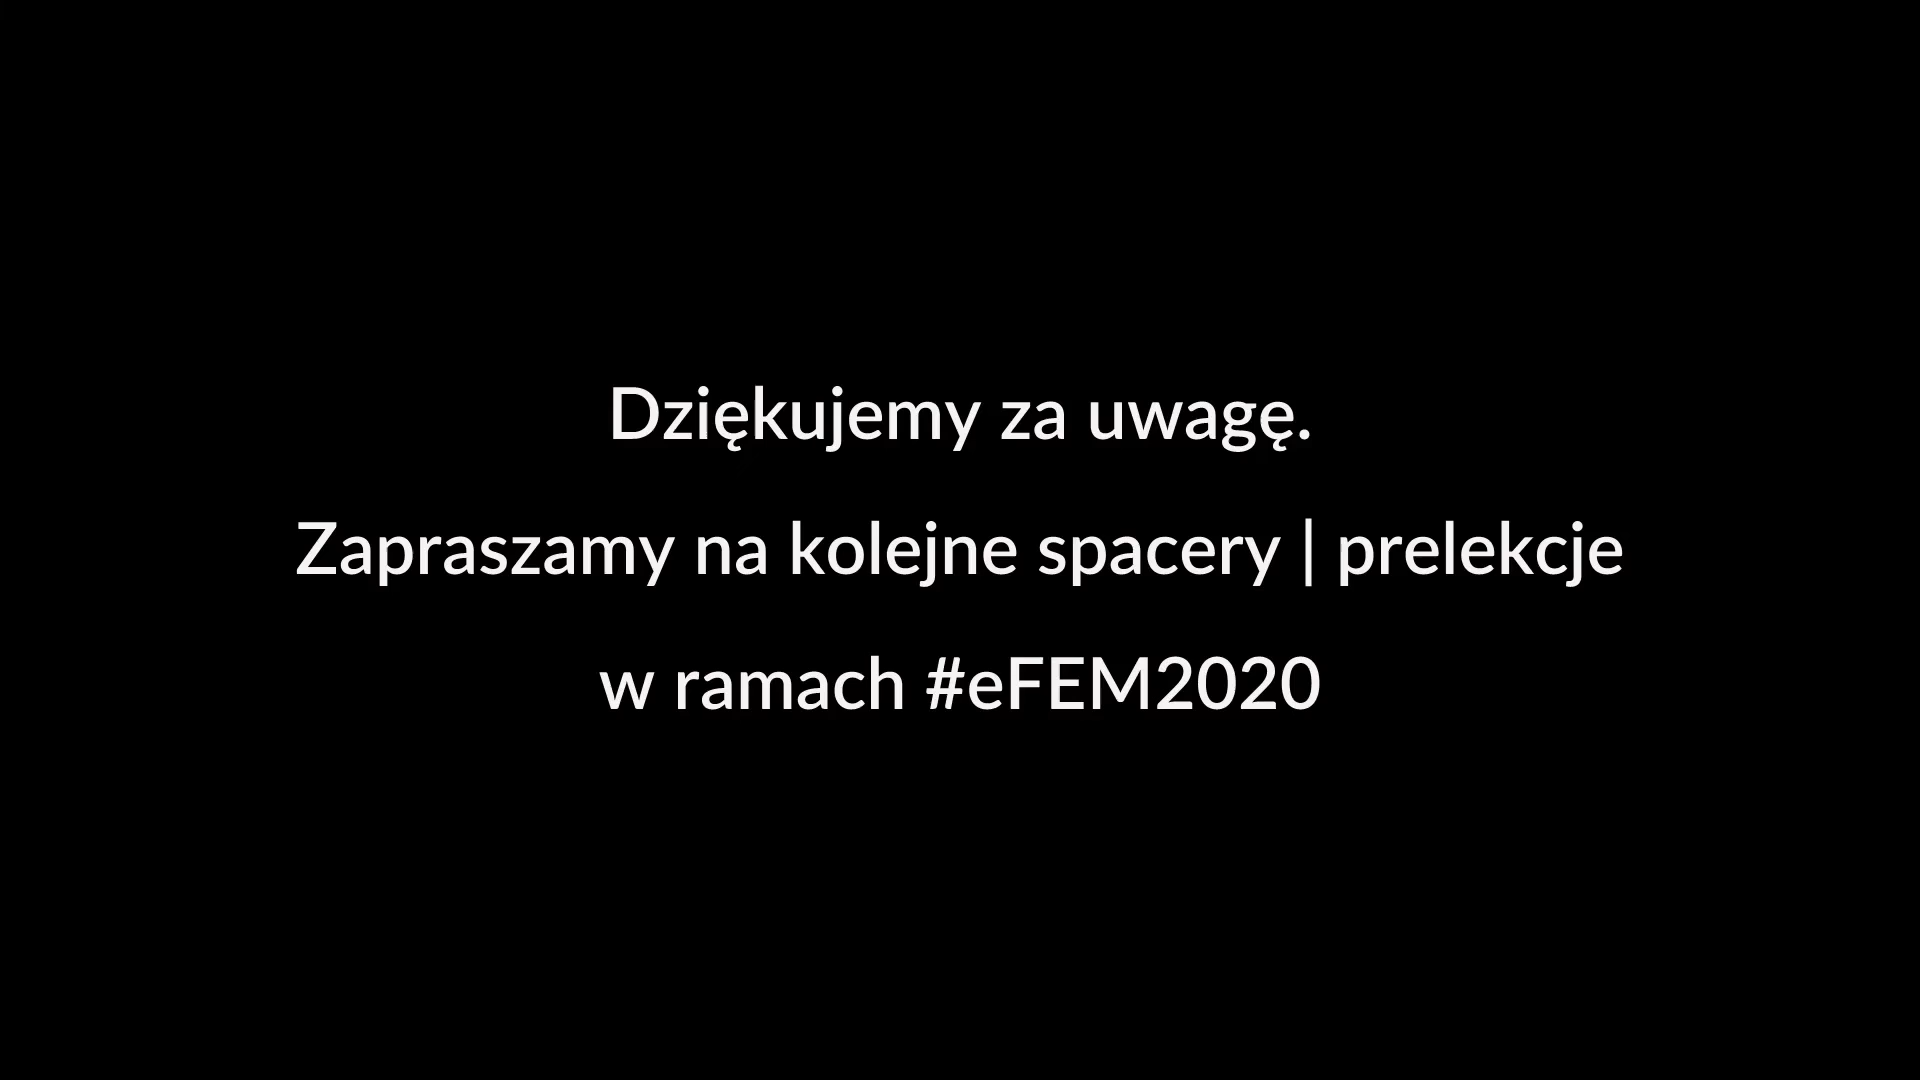 Dziękujemy za uwagę.
Zapraszamy na kolejne spacery | prelekcje
w ramach #eFEM2020